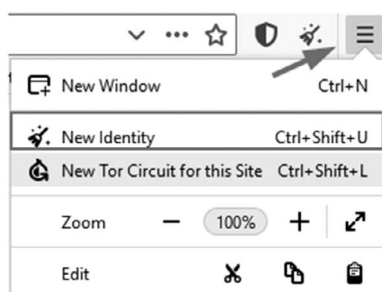 New Window Ctrl+N
New Identity Ctrl+Shift+U
New Tor Circuit for this Site Ctrl+Shift+L
Zoom − 100% +
Edit